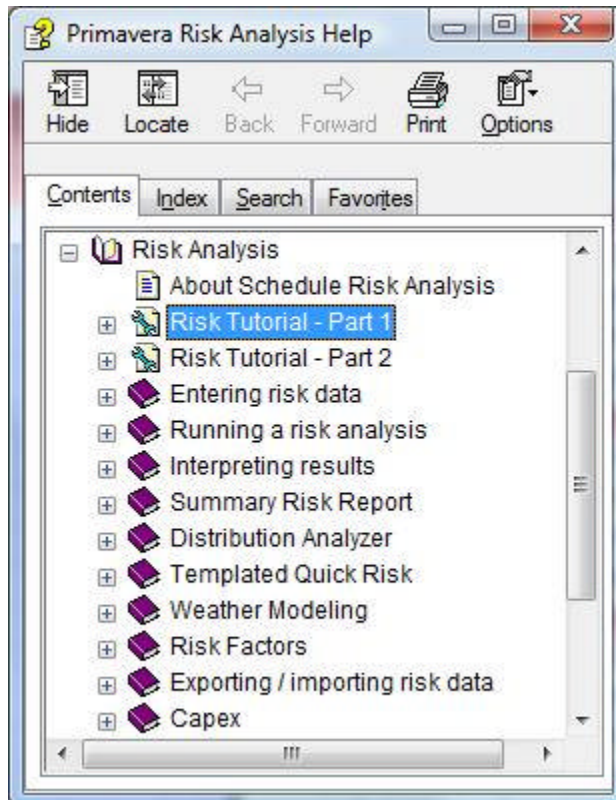 Primavera Risk Analysis Help
Hide Locate Back Forward Print Options
Contents Index Search Favorites
Risk Analysis
About Schedule Risk Analysis
Risk Tutorial - Part 1
Risk Tutorial - Part 2
Entering risk data
Running a risk analysis
Interpreting results
Summary Risk Report
Distribution Analyzer
Templated Quick Risk
Weather Modeling
Risk Factors
Exporting / importing risk data
Capex